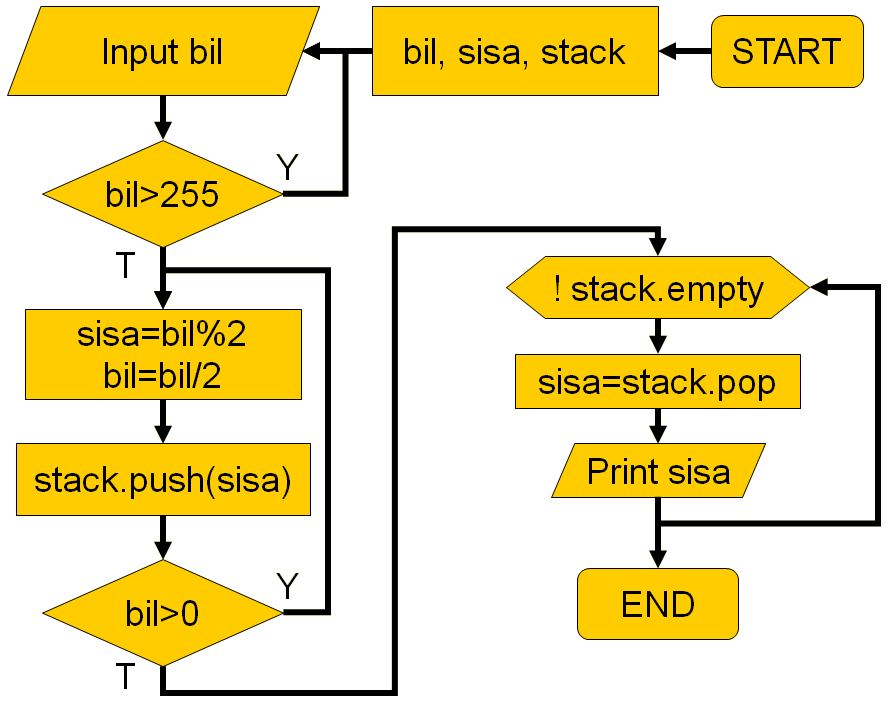 START
bil, sisa, stack
Input bil
bil>255
Y
T
sisa=bil%2
bil=bil/2
stack.push(sisa)
bil>0
Y
T
! stack.empty
sisa=stack.pop
Print sisa
END